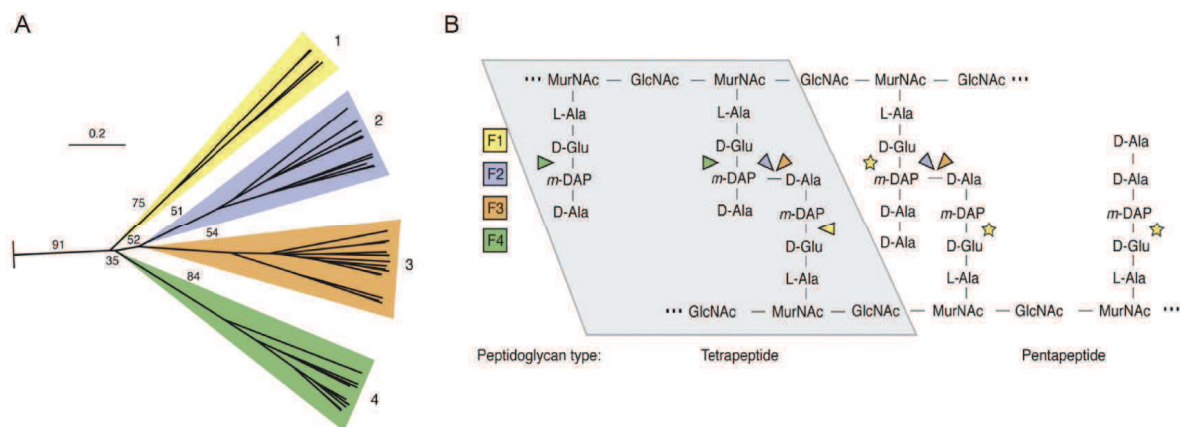 A
1
0.2
2
75
51
54
91
52
35
3
84
4
B
MurNAc — GlcNAc — MurNAc — GlcNAc — MurNAc — GlcNAc
L-Ala L-Ala L-Ala
D-Glu D-Glu D-Glu D-Ala
m-DAP m-DAP — D-Ala m-DAP — D-Ala D-Ala
D-Ala D-Ala m-DAP D-Ala m-DAP m-DAP
D-Glu D-Ala D-Glu D-Glu
L-Ala L-Ala L-Ala
GlcNAc — MurNAc — GlcNAc — MurNAc — GlcNAc — MurNAc
F1
F2
F3
F4
Peptidoglycan type: Tetrapeptide Pentapeptide